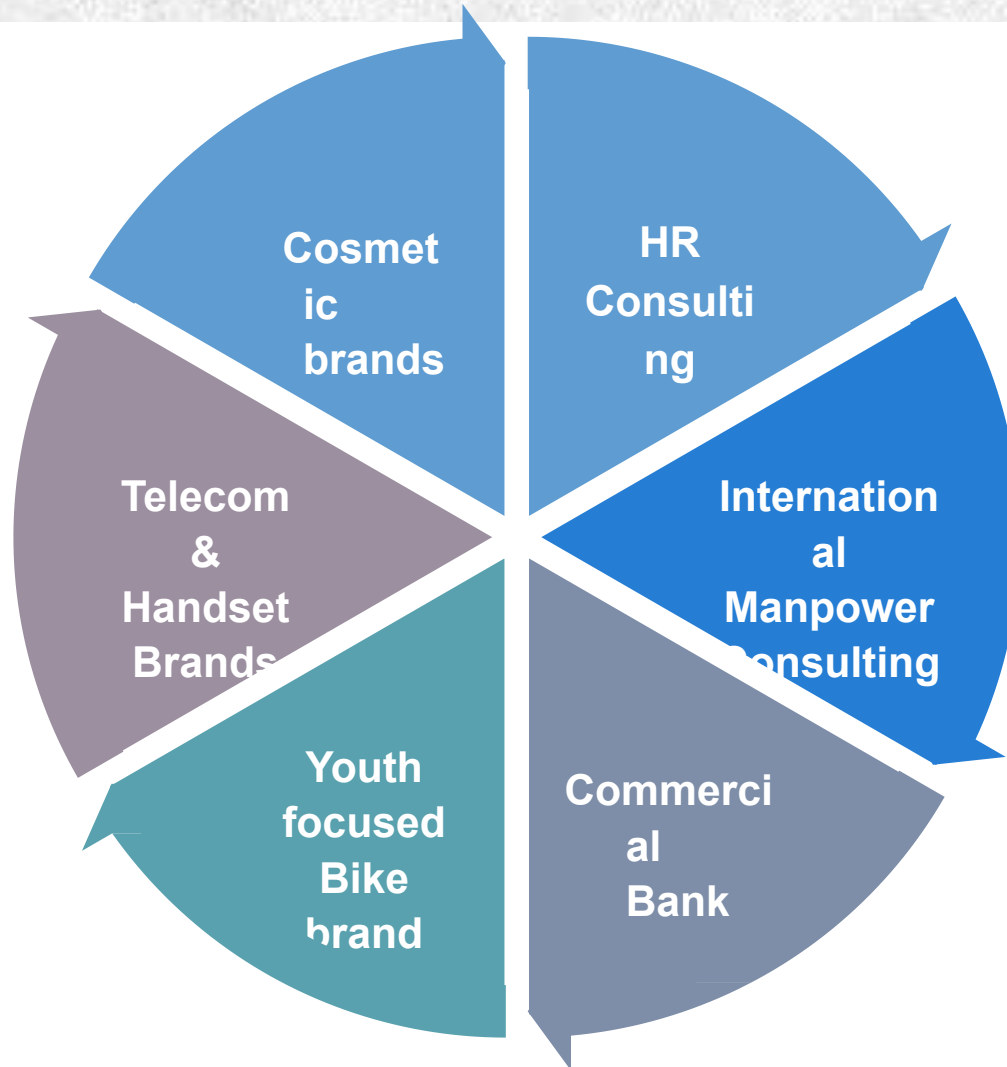 HR
Consulti
ng
Internation
al
Manpower
Consulting
Commerci
al
Bank
Youth
focused
Bike
brand
Telecom
&
Handset
Brands
Cosmet
ic
brands